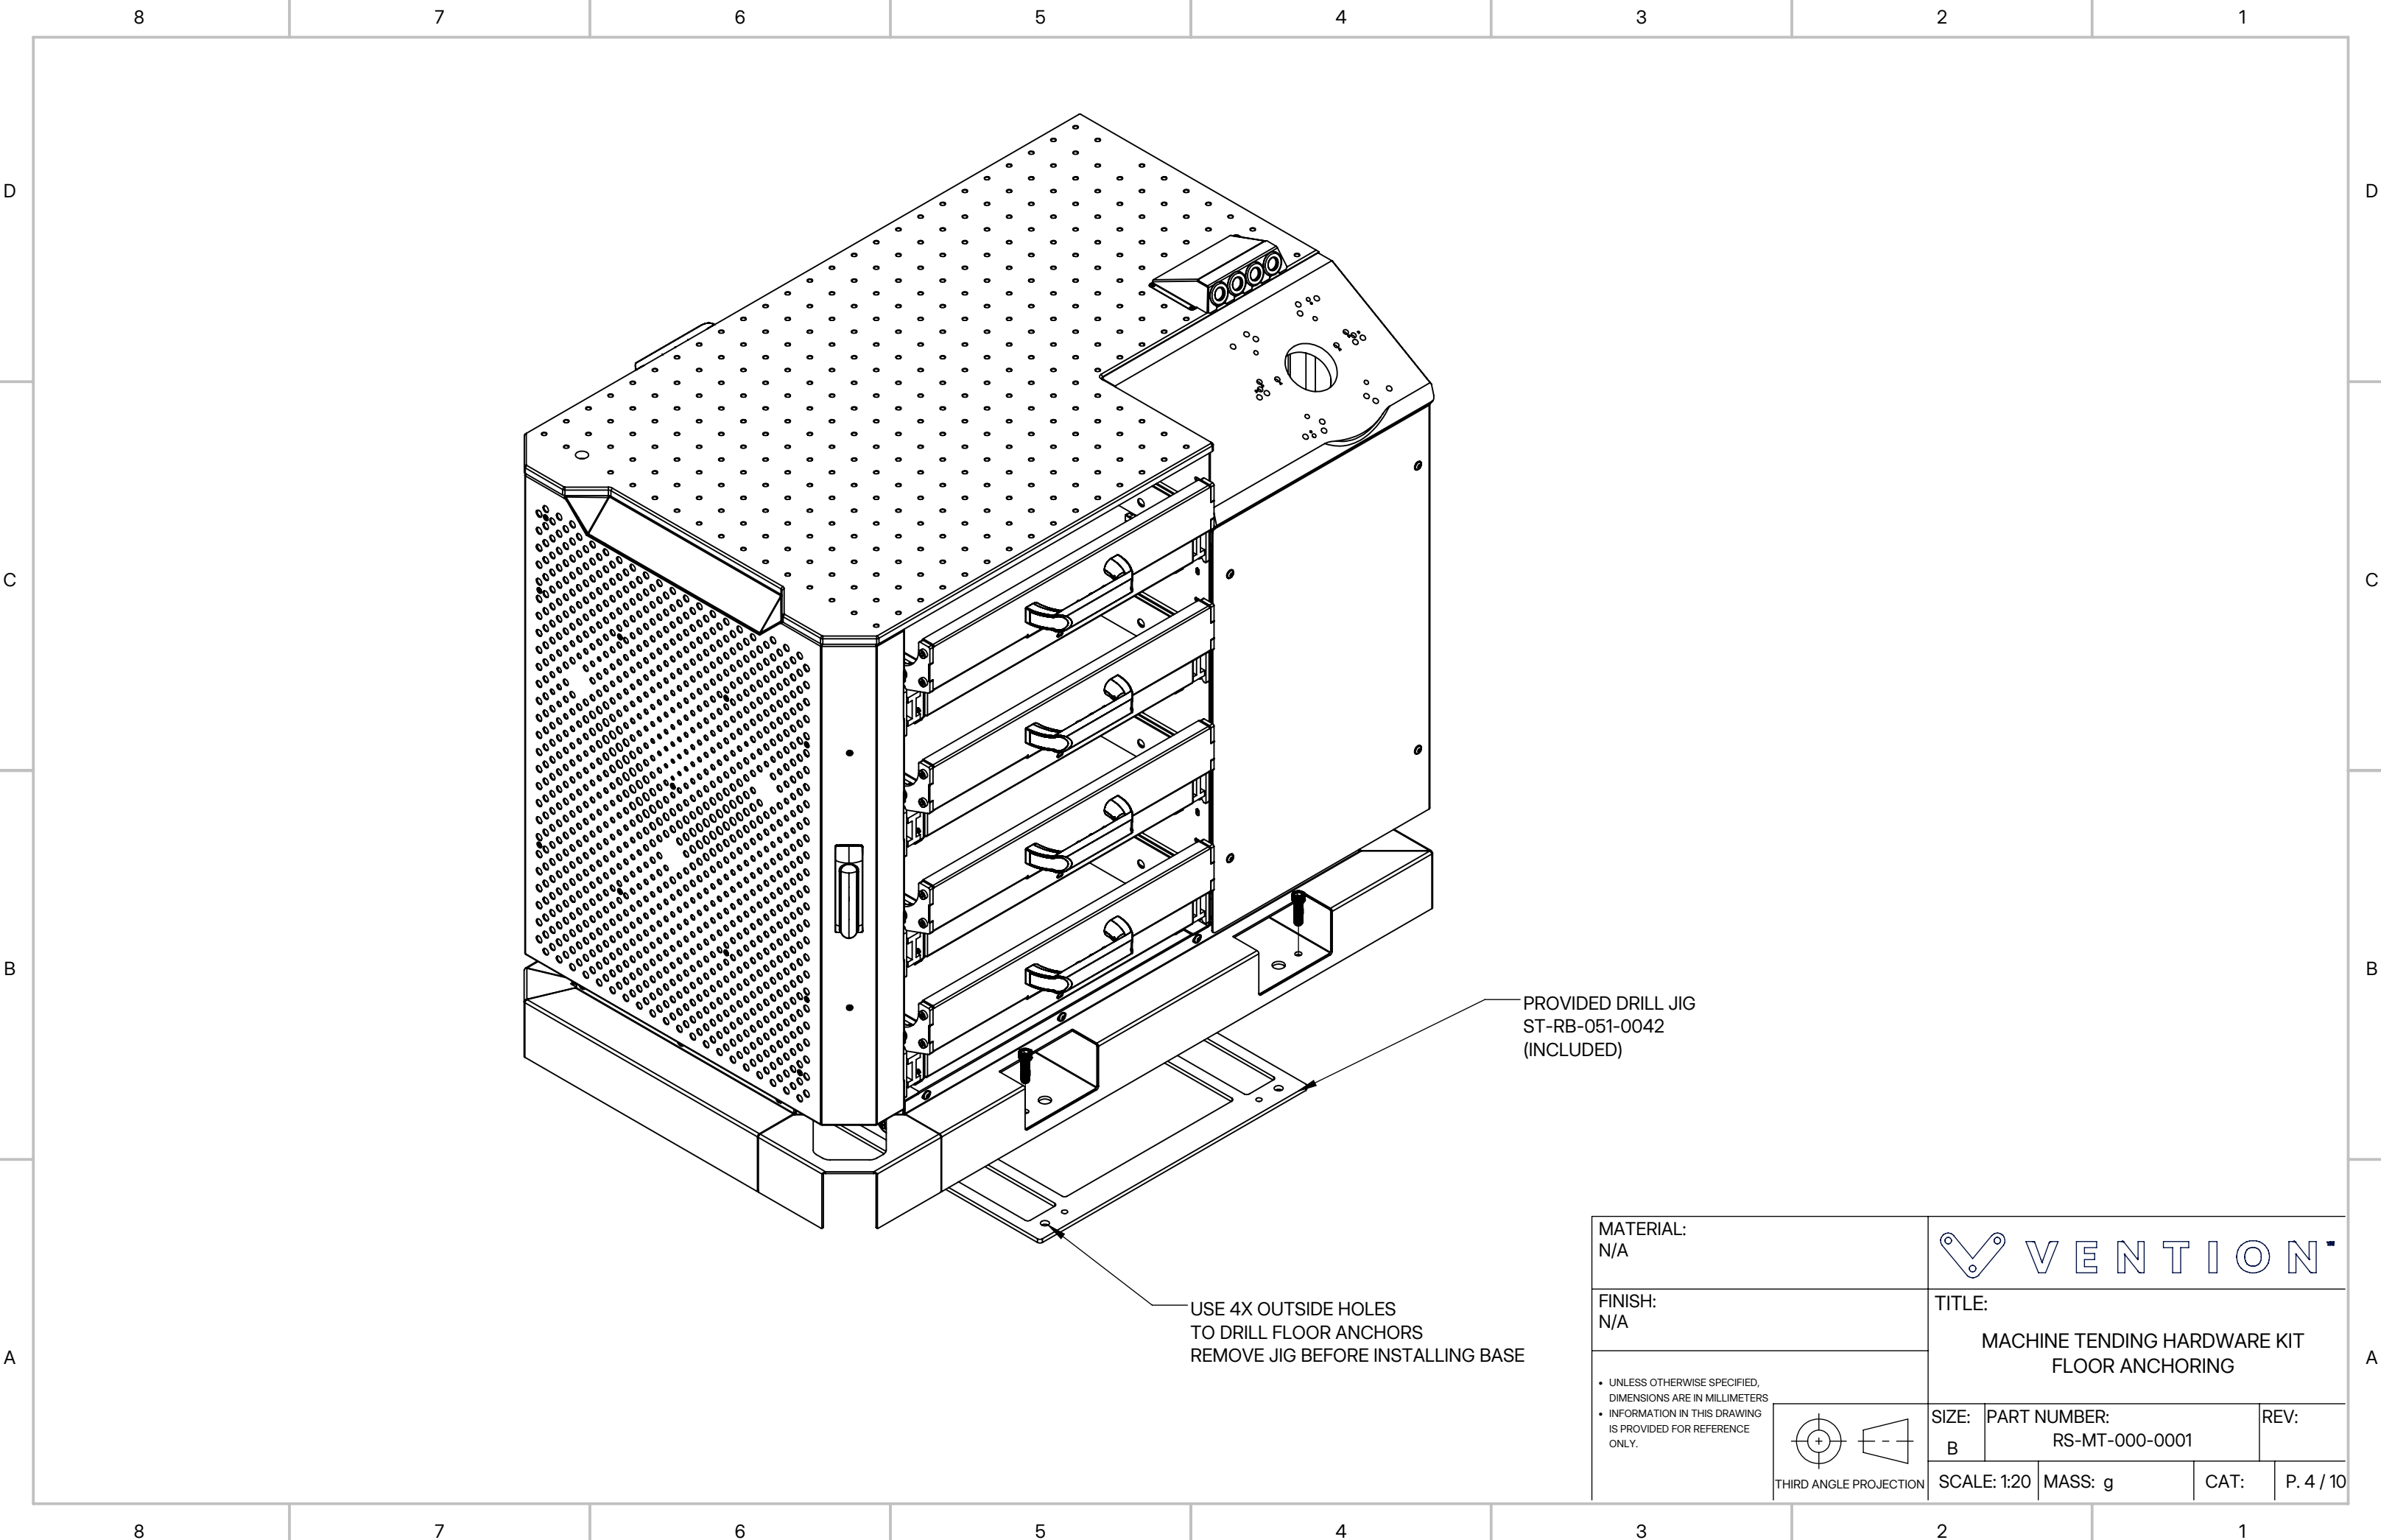 8 7 6 5 4 3 2 1
D D
C C
B B
A A
PROVIDED DRILL JIG
ST-RB-051-0042
(INCLUDED)
USE 4X OUTSIDE HOLES
TO DRILL FLOOR ANCHORS
REMOVE JIG BEFORE INSTALLING BASE
MATERIAL:
N/A
VENTION
FINISH:
N/A
TITLE:
MACHINE TENDING HARDWARE KIT
FLOOR ANCHORING
• UNLESS OTHERWISE SPECIFIED,
DIMENSIONS ARE IN MILLIMETERS
• INFORMATION IN THIS DRAWING
IS PROVIDED FOR REFERENCE
ONLY.
THIRD ANGLE PROJECTION
SIZE:
B
PART NUMBER:
RS-MT-000-0001
REV:
SCALE: 1:20
MASS: g
CAT:
P. 4 / 10
8 7 6 5 4 3 2 1